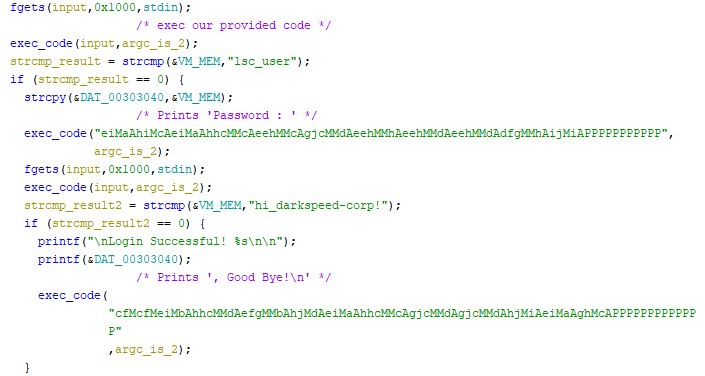 fgets(input,0x1000,stdin);
/* exec our provided code */
exec_code(input,argc_is_2);
strcmp_result = strcmp(&VM_MEM,"lsc_user");
if (strcmp_result == 0) {
strcpy(&DAT_00303040,&VM_MEM);
/* Prints 'Password : ' */
exec_code("eiMaAhiMcAeiMaAhhcMMcAeehMMcAgjcMMdAeehMMhAeehMMdAeehMMdAdfgMMhAijMiAPPPPPPPPPPP",
argc_is_2);
fgets(input,0x1000,stdin);
exec_code(input,argc_is_2);
strcmp_result2 = strcmp(&VM_MEM,"hi_darkspeed-corp!");
if (strcmp_result2 == 0) {
printf("\nLogin Successful! %s\n\n");
printf(&DAT_00303040);
/* Prints ', Good Bye!\n' */
exec_code(
"cfMcfMeiMbAhhcMMdAefgMMbAhjMdAeiMaAhhcMMcAgjcMMdAgjcMMdAhjMiAeiMaAghMcAPPPPPPPPPPPP
P"
,argc_is_2);
}